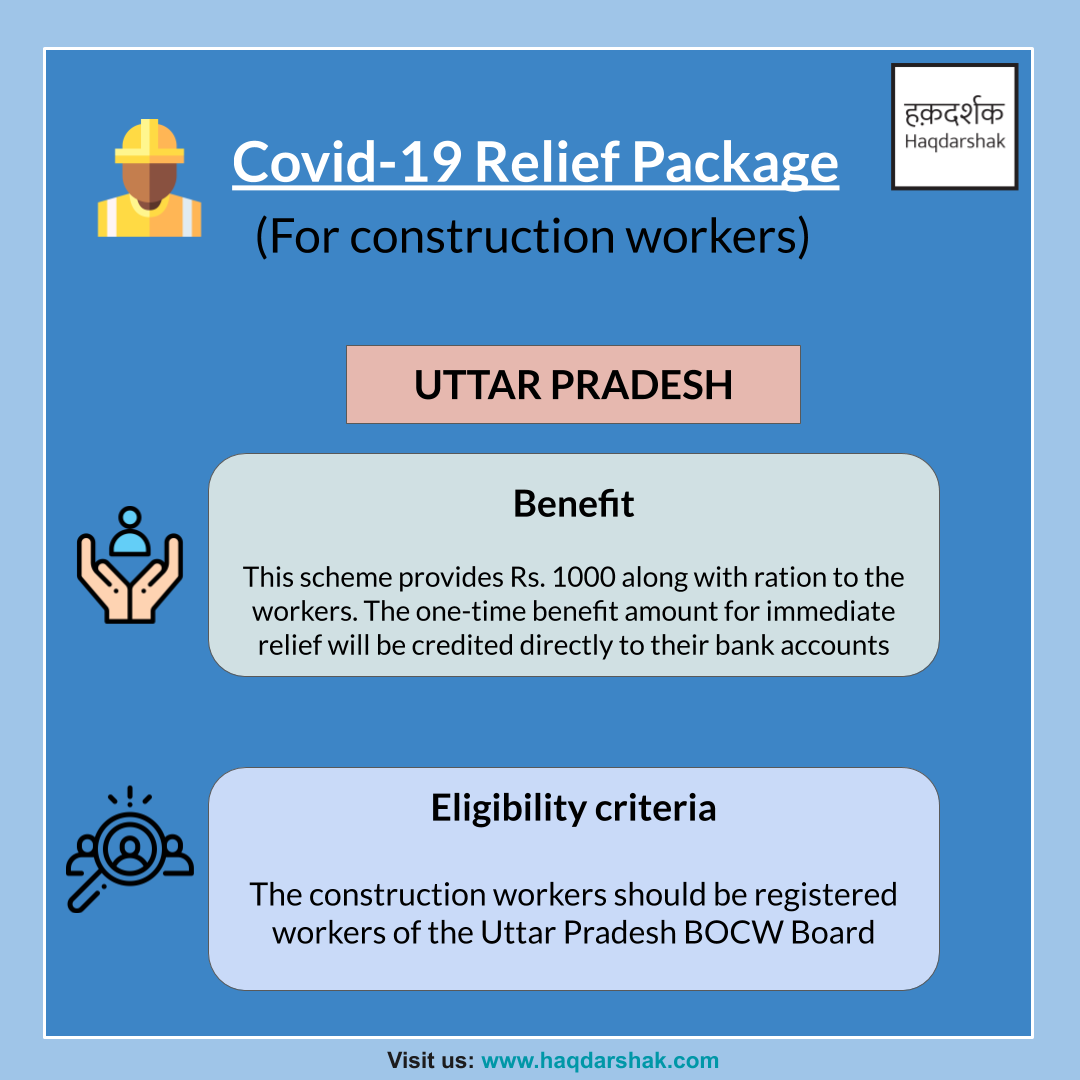 हक़दर्शक
Haqdarshak
Covid-19 Relief Package
(For construction workers)
UTTAR PRADESH
Benefit
This scheme provides Rs. 1000 along with ration to the
workers. The one-time benefit amount for immediate
relief will be credited directly to their bank accounts
Eligibility criteria
The construction workers should be registered
workers of the Uttar Pradesh BOCW Board
Visit us: www.haqdarshak.com